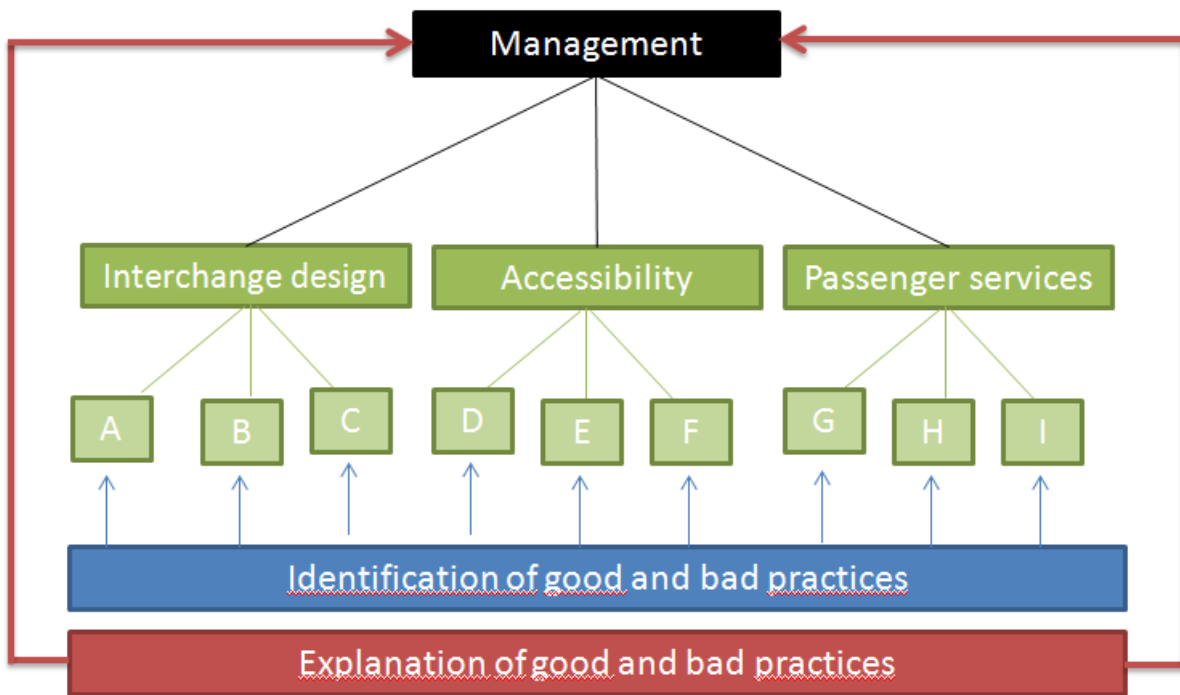 Management
Interchange design
Accessibility
Passenger services
A
B
C
D
E
F
G
H
I
Identification of good and bad practices
Explanation of good and bad practices